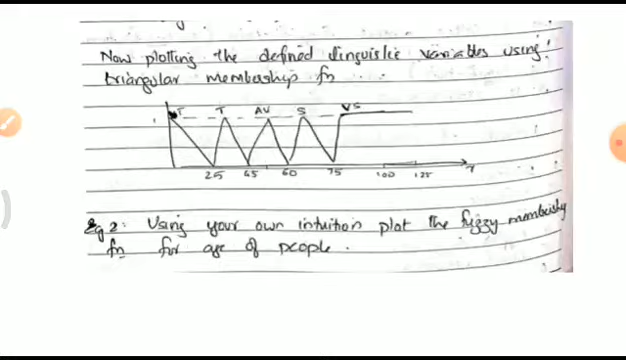 Now plotting the defined linguistic variables using
triangular membership fn
T AV S VS
25 45 60 75 100 125
Eg 2: Using your own intuition plot the fuzzy membership
fn for age of people.